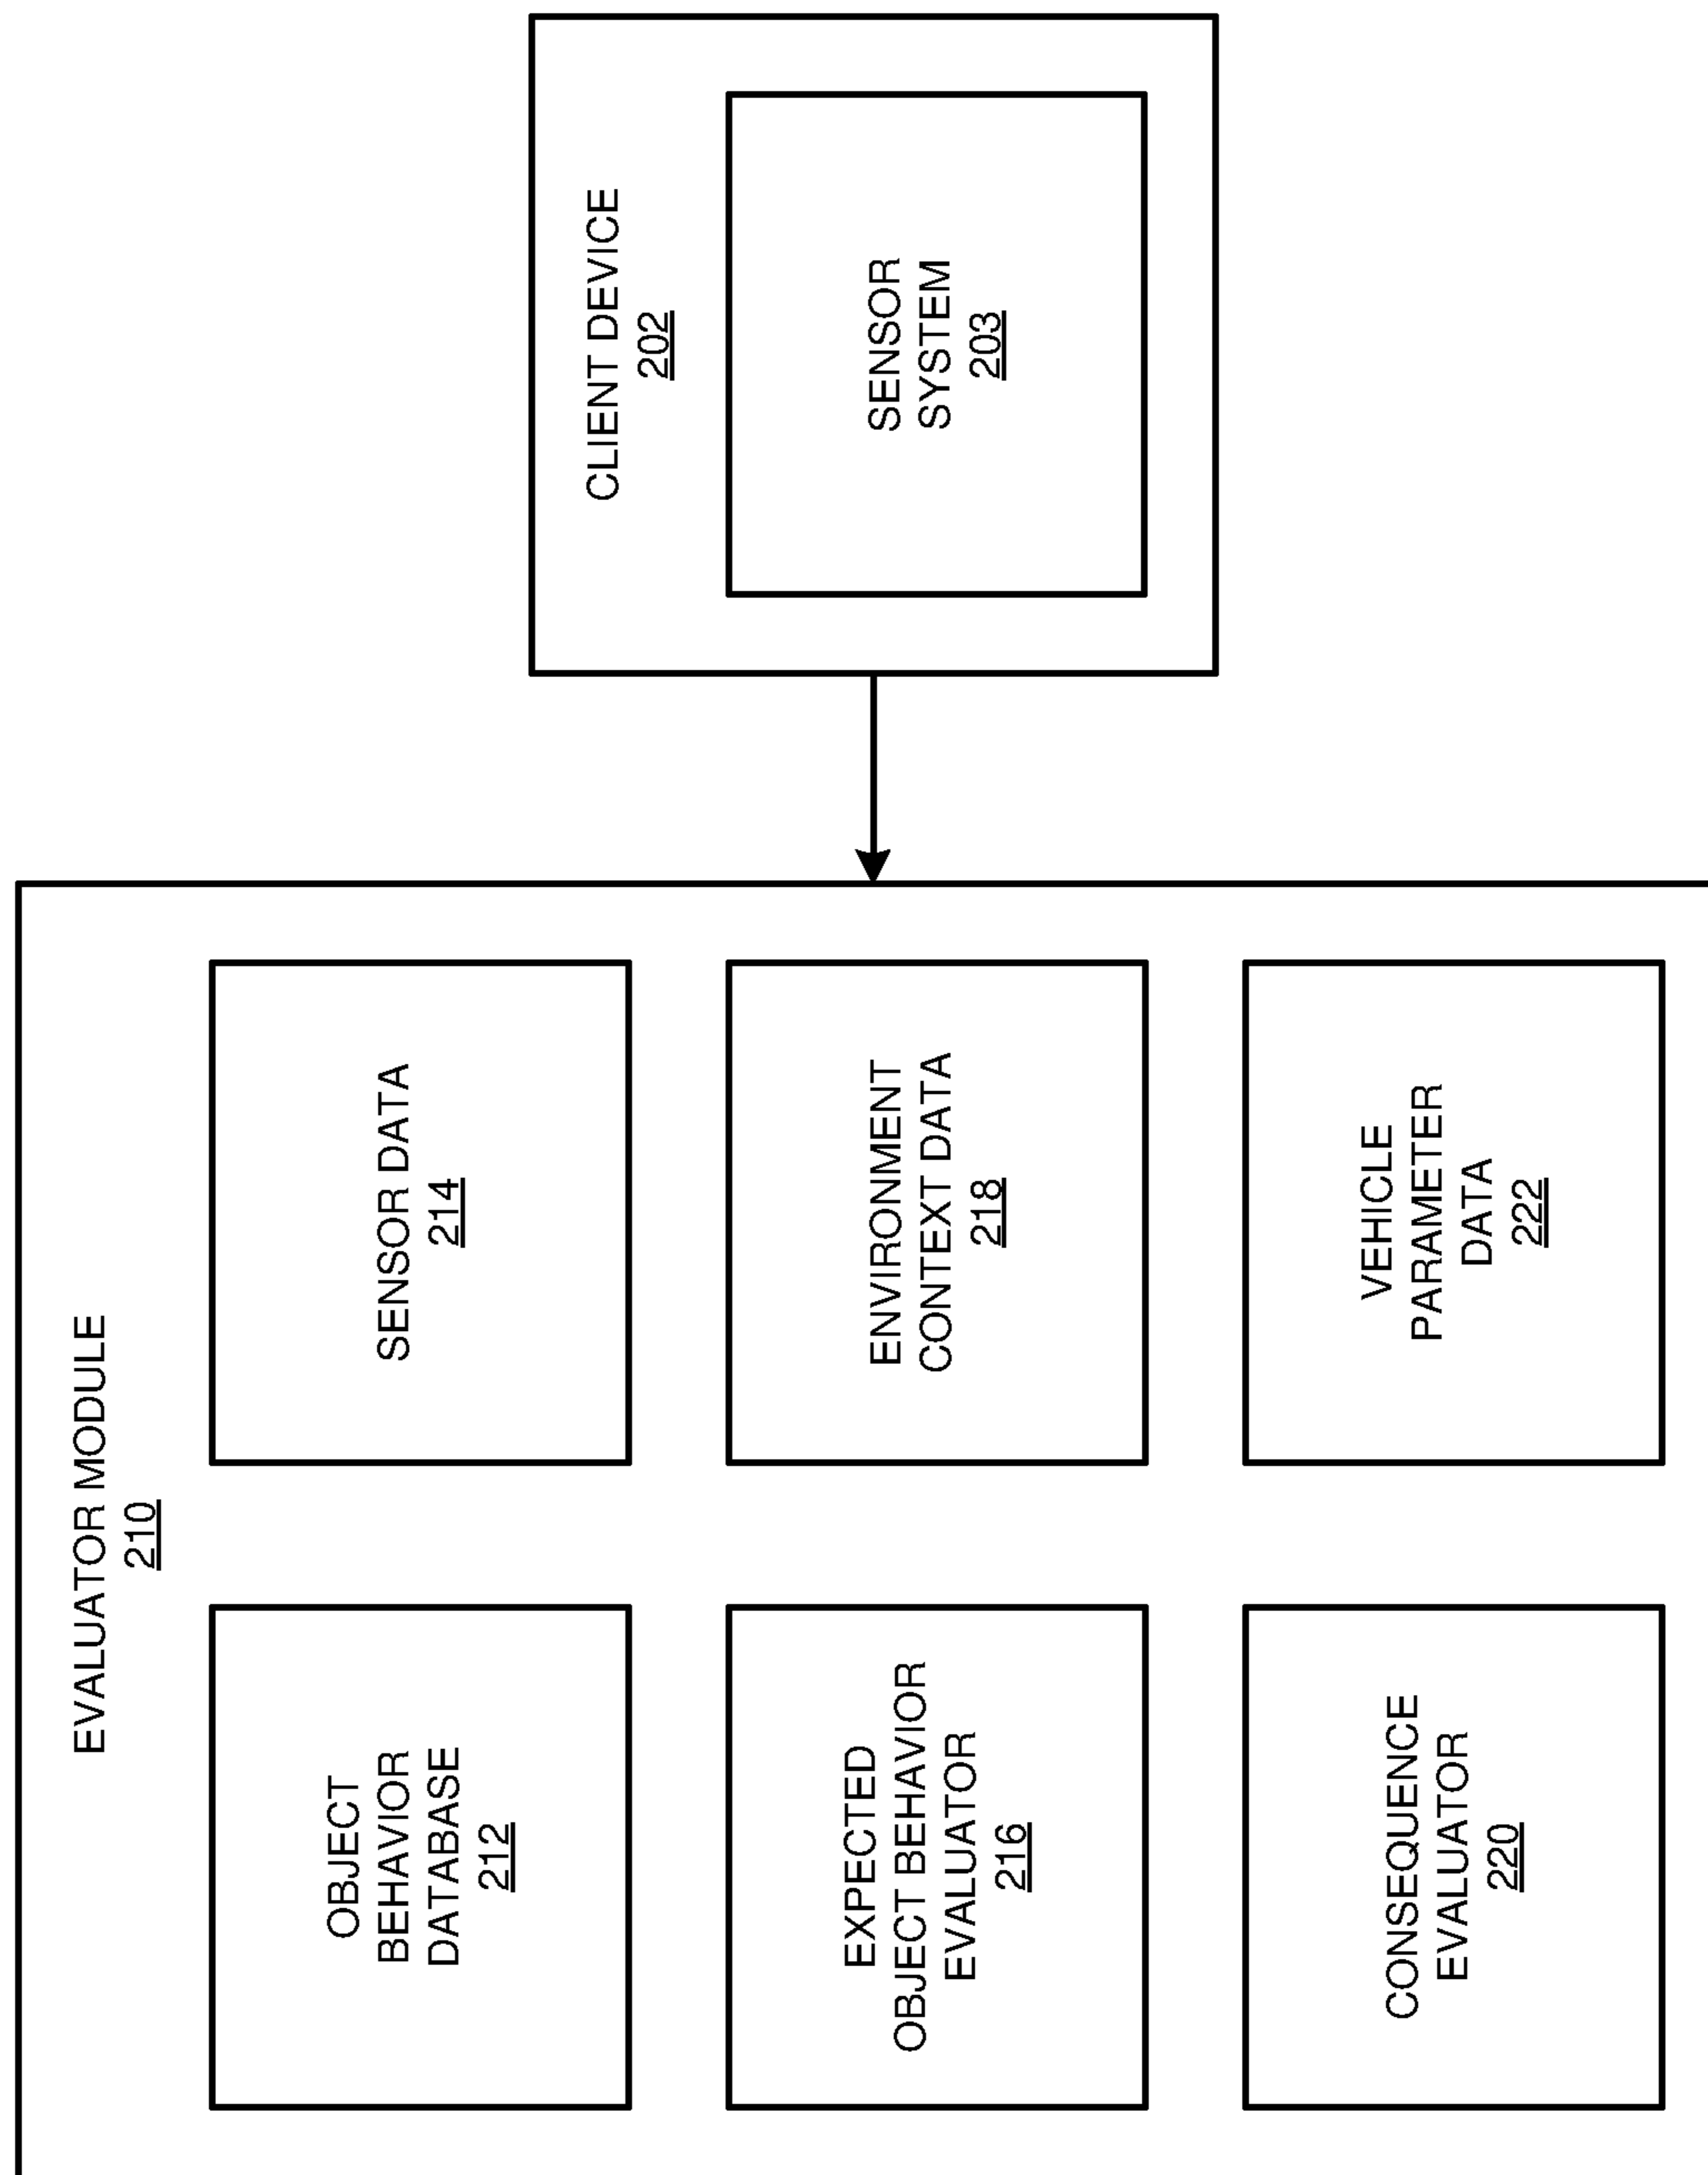 EVALUATOR MODULE
210
OBJECT
BEHAVIOR
DATABASE
212
SENSOR DATA
214
EXPECTED
OBJECT BEHAVIOR
EVALUATOR
216
ENVIRONMENT
CONTEXT DATA
218
CONSEQUENCE
EVALUATOR
220
VEHICLE
PARAMETER
DATA
222
CLIENT DEVICE
202
SENSOR
SYSTEM
203